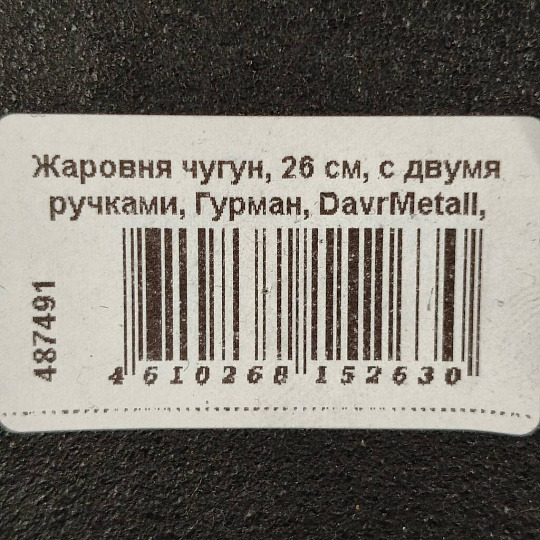 Жаровня чугун, 26 см, с двумя
ручками, Гурман, DavrMetall,
487491
4 610268 152630